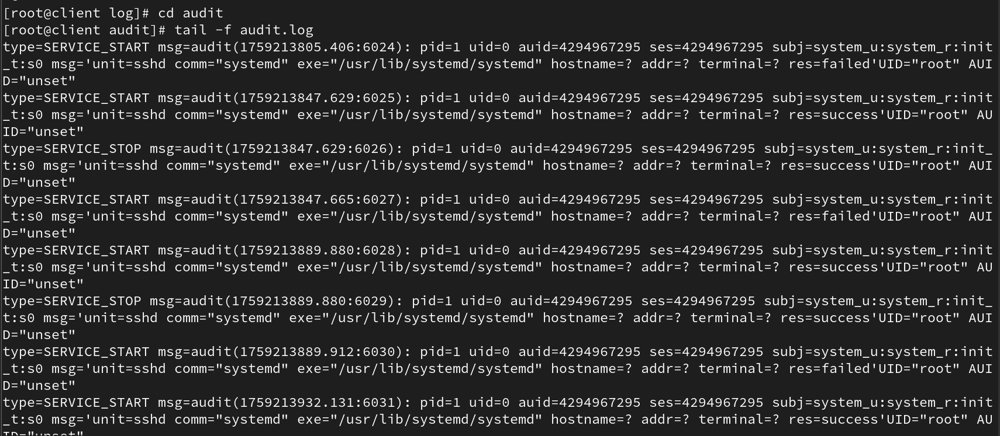 [root@client log]# cd audit
[root@client audit]# tail -f audit.log
type=SERVICE_START msg=audit(1759213805.406:6024): pid=1 uid=0 auid=4294967295 ses=4294967295 subj=system_u:system_r:init
_t:s0 msg='unit=sshd comm="systemd" exe="/usr/lib/systemd/systemd" hostname=? addr=? terminal=? res=failed'UID="root" AUI
D="unset"
type=SERVICE_START msg=audit(1759213847.629:6025): pid=1 uid=0 auid=4294967295 ses=4294967295 subj=system_u:system_r:init
_t:s0 msg='unit=sshd comm="systemd" exe="/usr/lib/systemd/systemd" hostname=? addr=? terminal=? res=success'UID="root" AU
ID="unset"
type=SERVICE_STOP msg=audit(1759213847.629:6026): pid=1 uid=0 auid=4294967295 ses=4294967295 subj=system_u:system_r:init_
t:s0 msg='unit=sshd comm="systemd" exe="/usr/lib/systemd/systemd" hostname=? addr=? terminal=? res=success'UID="root" AUI
D="unset"
type=SERVICE_START msg=audit(1759213847.665:6027): pid=1 uid=0 auid=4294967295 ses=4294967295 subj=system_u:system_r:init
_t:s0 msg='unit=sshd comm="systemd" exe="/usr/lib/systemd/systemd" hostname=? addr=? terminal=? res=failed'UID="root" AUI
D="unset"
type=SERVICE_START msg=audit(1759213889.880:6028): pid=1 uid=0 auid=4294967295 ses=4294967295 subj=system_u:system_r:init
_t:s0 msg='unit=sshd comm="systemd" exe="/usr/lib/systemd/systemd" hostname=? addr=? terminal=? res=success'UID="root" AU
ID="unset"
type=SERVICE_STOP msg=audit(1759213889.880:6029): pid=1 uid=0 auid=4294967295 ses=4294967295 subj=system_u:system_r:init_
t:s0 msg='unit=sshd comm="systemd" exe="/usr/lib/systemd/systemd" hostname=? addr=? terminal=? res=success'UID="root" AUI
D="unset"
type=SERVICE_START msg=audit(1759213889.912:6030): pid=1 uid=0 auid=4294967295 ses=4294967295 subj=system_u:system_r:init
_t:s0 msg='unit=sshd comm="systemd" exe="/usr/lib/systemd/systemd" hostname=? addr=? terminal=? res=failed'UID="root" AUI
D="unset"
type=SERVICE_START msg=audit(1759213932.131:6031): pid=1 uid=0 auid=4294967295 ses=4294967295 subj=system_u:system_r:init
_t:s0 msg='unit=sshd comm="systemd" exe="/usr/lib/systemd/systemd" hostname=? addr=? terminal=? res=success'UID="root" AU